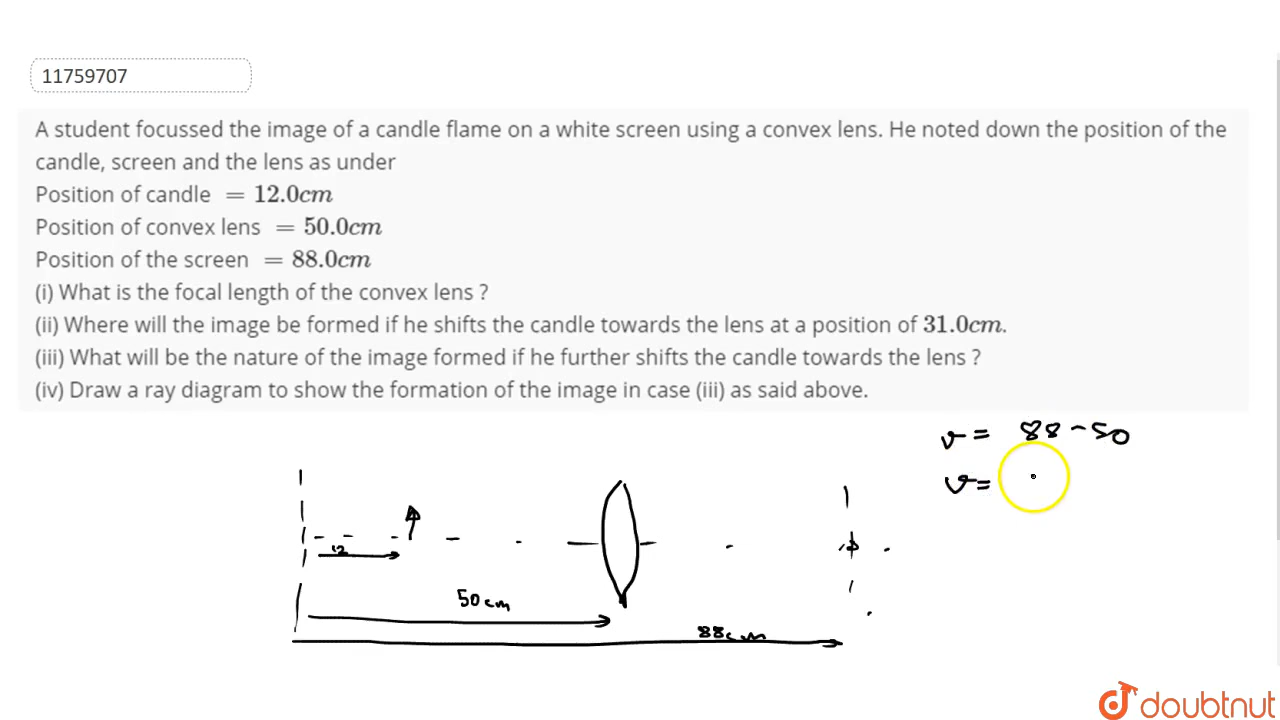 11759707
A student focussed the image of a candle flame on a white screen using a convex lens. He noted down the position of the
candle, screen and the lens as under
Position of candle = 12.0cm
Position of convex lens = 50.0cm
Position of the screen = 88.0cm
(i) What is the focal length of the convex lens ?
(ii) Where will the image be formed if he shifts the candle towards the lens at a position of 31.0cm.
(iii) What will be the nature of the image formed if he further shifts the candle towards the lens ?
(iv) Draw a ray diagram to show the formation of the image in case (iii) as said above.
v = 88 - 50
v =
12
50 cm
88 cm
doubtnut